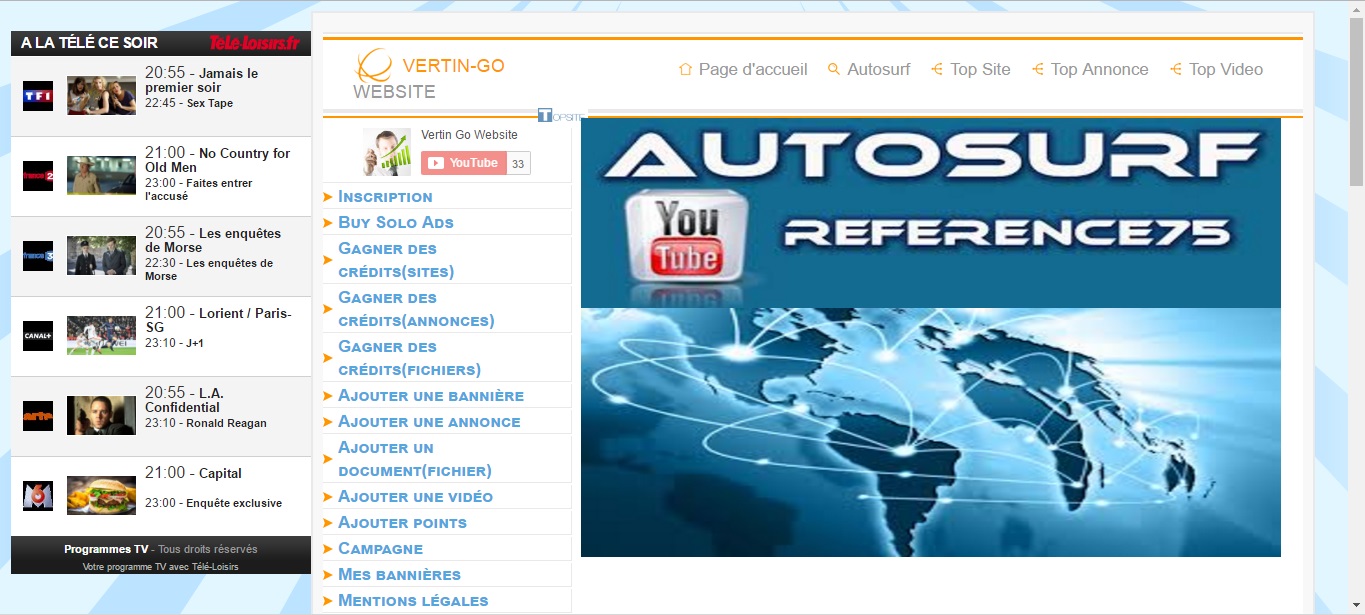 A LA TÉLÉ CE SOIR
Télé-Loisirs.fr
TF1
20:55 - Jamais le
premier soir
22:45 - Sex Tape
france 2
21:00 - No Country for
Old Men
23:00 - Faites entrer
l'accusé
france 3
20:55 - Les enquêtes
de Morse
22:30 - Les enquêtes de
Morse
CANAL+
21:00 - Lorient / Paris-
SG
23:10 - J+1
arte
20:55 - L.A.
Confidential
23:10 - Ronald Reagan
M6
21:00 - Capital
23:00 - Enquête exclusive
Programmes TV - Tous droits réservés
Votre programme TV avec Télé-Loisirs
VERTIN-GO
WEBSITE
Page d'accueil
Autosurf
Top Site
Top Annonce
Top Video
TOPSITE
Vertin Go Website
YouTube 33
Inscription
Buy Solo Ads
Gagner des
crédits(sites)
Gagner des
crédits(annonces)
Gagner des
crédits(fichiers)
Ajouter une bannière
Ajouter une annonce
Ajouter un
document(fichier)
Ajouter une vidéo
Ajouter points
Campagne
Mes bannières
Mentions légales
AUTOSURF
You
Tube
REFERENCE75